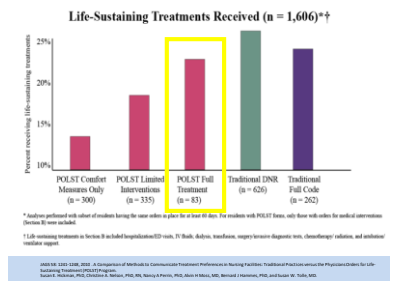 Life-Sustaining Treatments Received (n = 1,606)*†
Percent receiving life-sustaining treatments
25%
20%
15%
10%
POLST Comfort Measures Only (n = 300)
POLST Limited Interventions (n = 335)
POLST Full Treatment (n = 83)
Traditional DNR (n = 626)
Traditional Full Code (n = 262)
* Analyses performed with subset of residents having the same orders in place for at least 60 days. For residents with POLST forms, only those with orders for medical interventions
(Section B) were included.
† Life-sustaining treatments in Section B included hospitalization/ED visits, IV fluids, dialysis, transfusion, surgery/invasive diagnostic tests, chemotherapy/ radiation, and intubation/
ventilator support.
JAGS 58: 1241-1248, 2010 . A Comparison of Methods to Communicate Treatment Preferences in Nursing Facilities: Traditional Practices versus the Physicians Orders for Life-
Sustaining Treatment (POLST) Program.
Susan E. Hickman, PhD, Christine A. Nelson, PhD, RN, Nancy A Perrin, PhD, Alvin H Moss, MD, Bernard J Hammes, PhD, and Susan W. Tolle, MD.